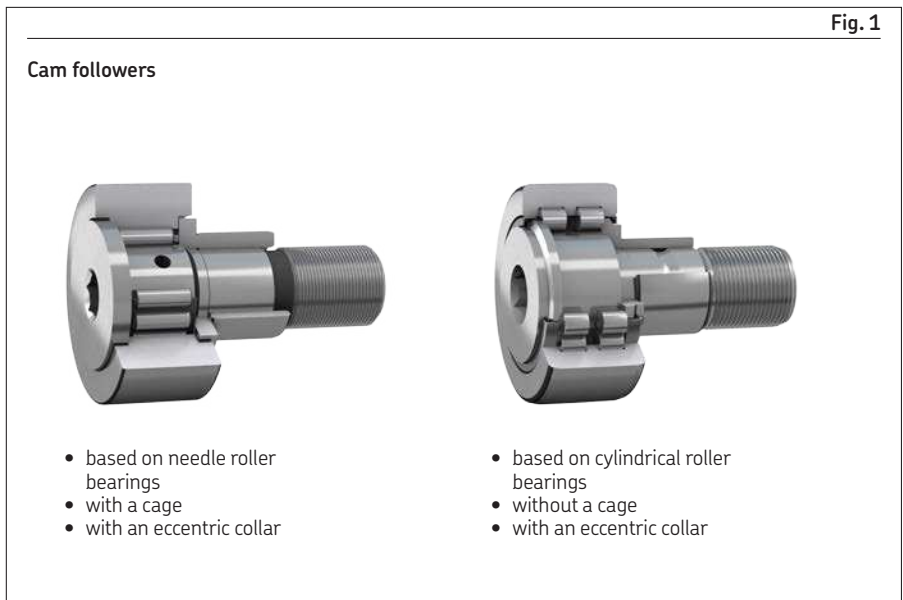 Fig. 1
Cam followers
• based on needle roller
bearings
• with a cage
• with an eccentric collar
• based on cylindrical roller
bearings
• without a cage
• with an eccentric collar